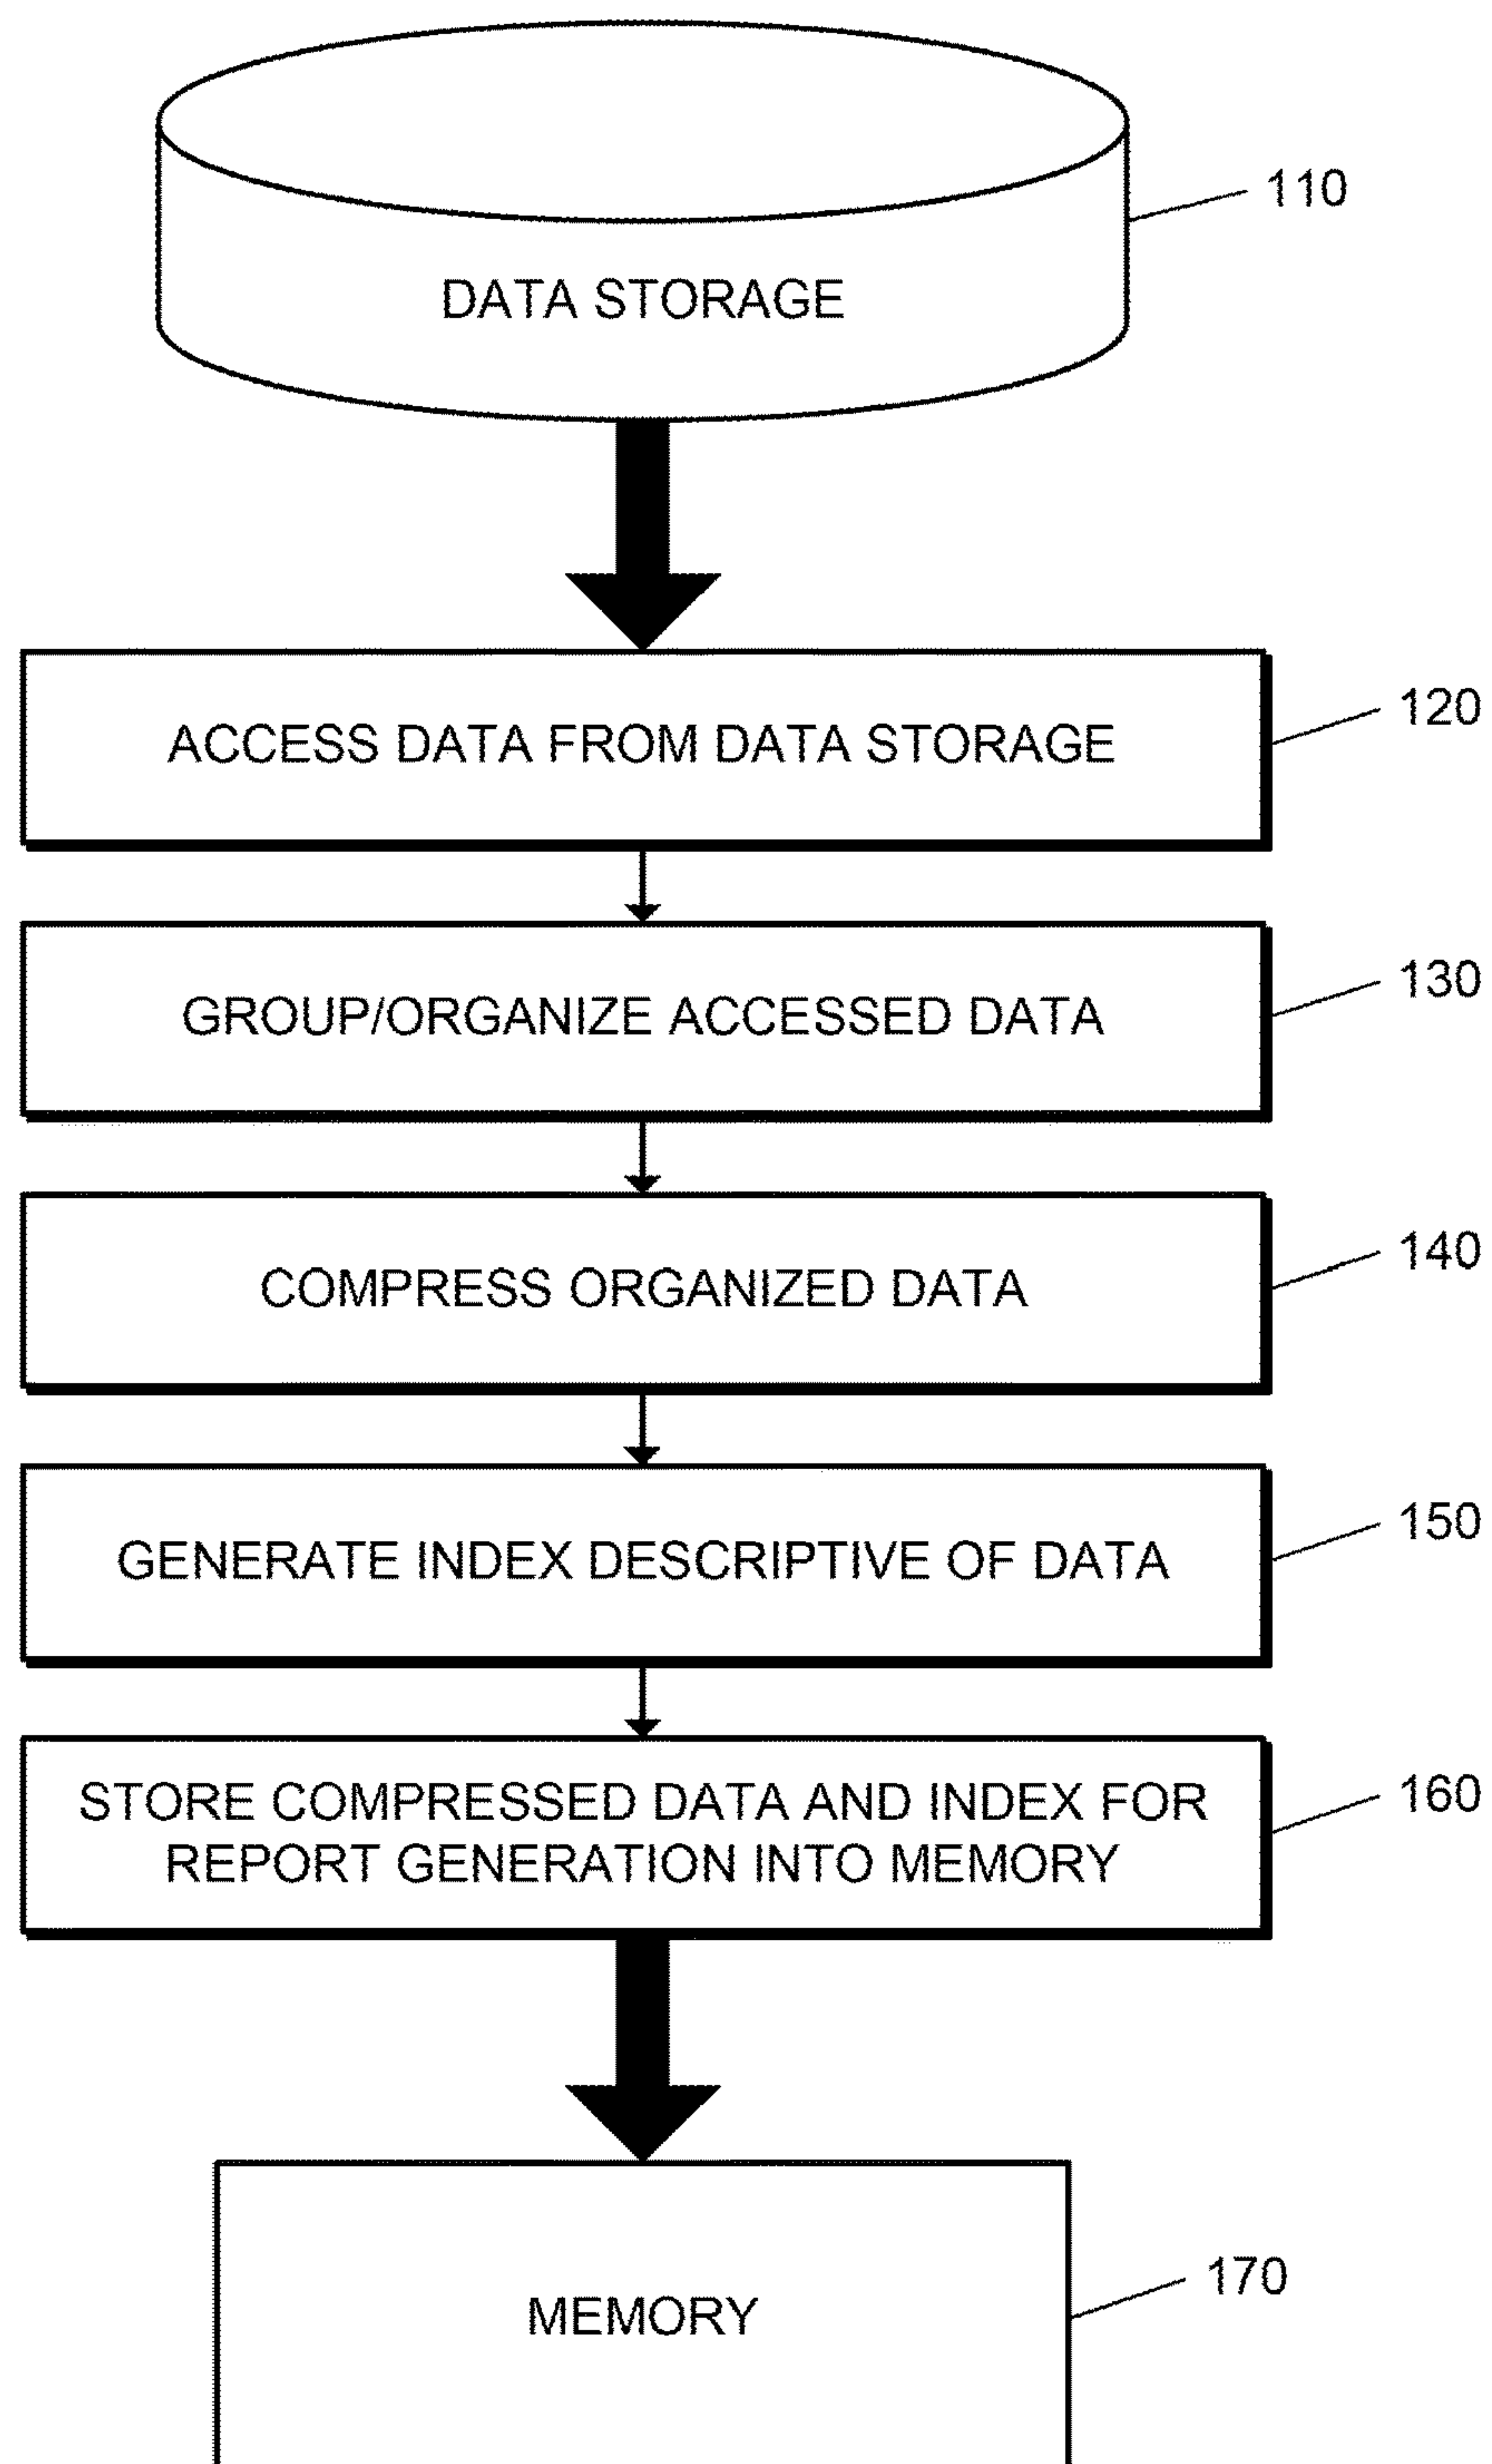 110
DATA STORAGE
120
ACCESS DATA FROM DATA STORAGE
130
GROUP/ORGANIZE ACCESSED DATA
140
COMPRESS ORGANIZED DATA
150
GENERATE INDEX DESCRIPTIVE OF DATA
160
STORE COMPRESSED DATA AND INDEX FOR
REPORT GENERATION INTO MEMORY
170
MEMORY